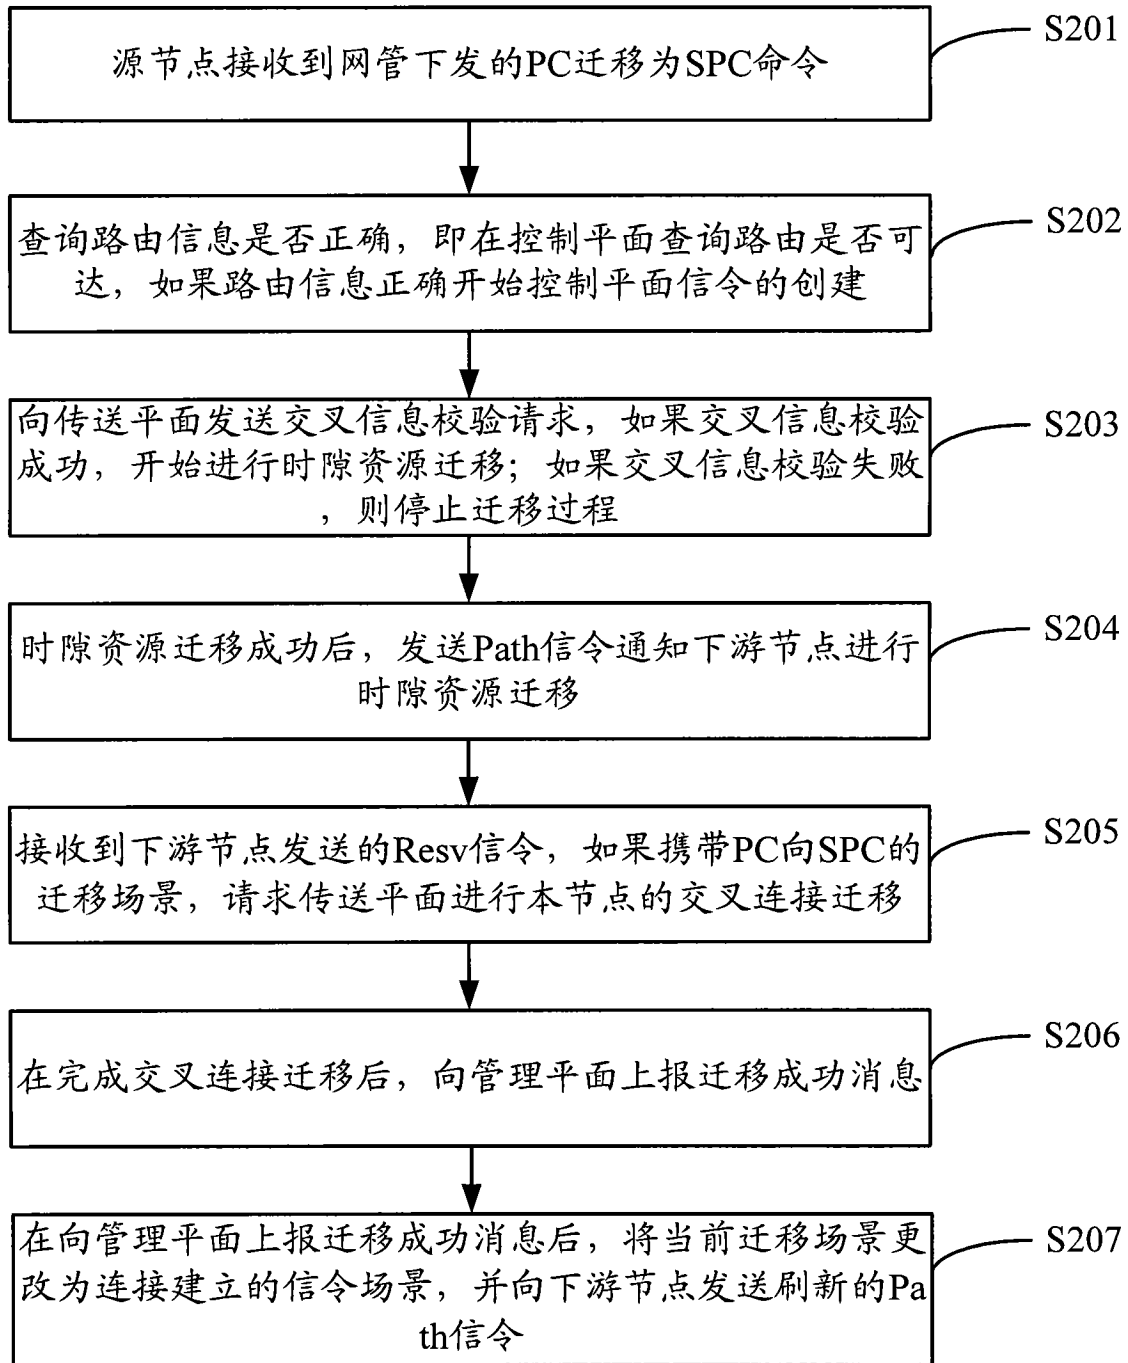 源节点接收到网管下发的PC迁移为SPC命令
S201
查询路由信息是否正确，即在控制平面查询路由是否可
达，如果路由信息正确开始控制平面信令的创建
S202
向传送平面发送交叉信息校验请求，如果交叉信息校验
成功，开始进行时隙资源迁移；如果交叉信息校验失败
，则停止迁移过程
S203
时隙资源迁移成功后，发送Path信令通知下游节点进行
时隙资源迁移
S204
接收到下游节点发送的Resv信令，如果携带PC向SPC的
迁移场景，请求传送平面进行本节点的交叉连接迁移
S205
在完成交叉连接迁移后，向管理平面上报迁移成功消息
S206
在向管理平面上报迁移成功消息后，将当前迁移场景更
改为连接建立的信令场景，并向下游节点发送刷新的Pa
th信令
S207